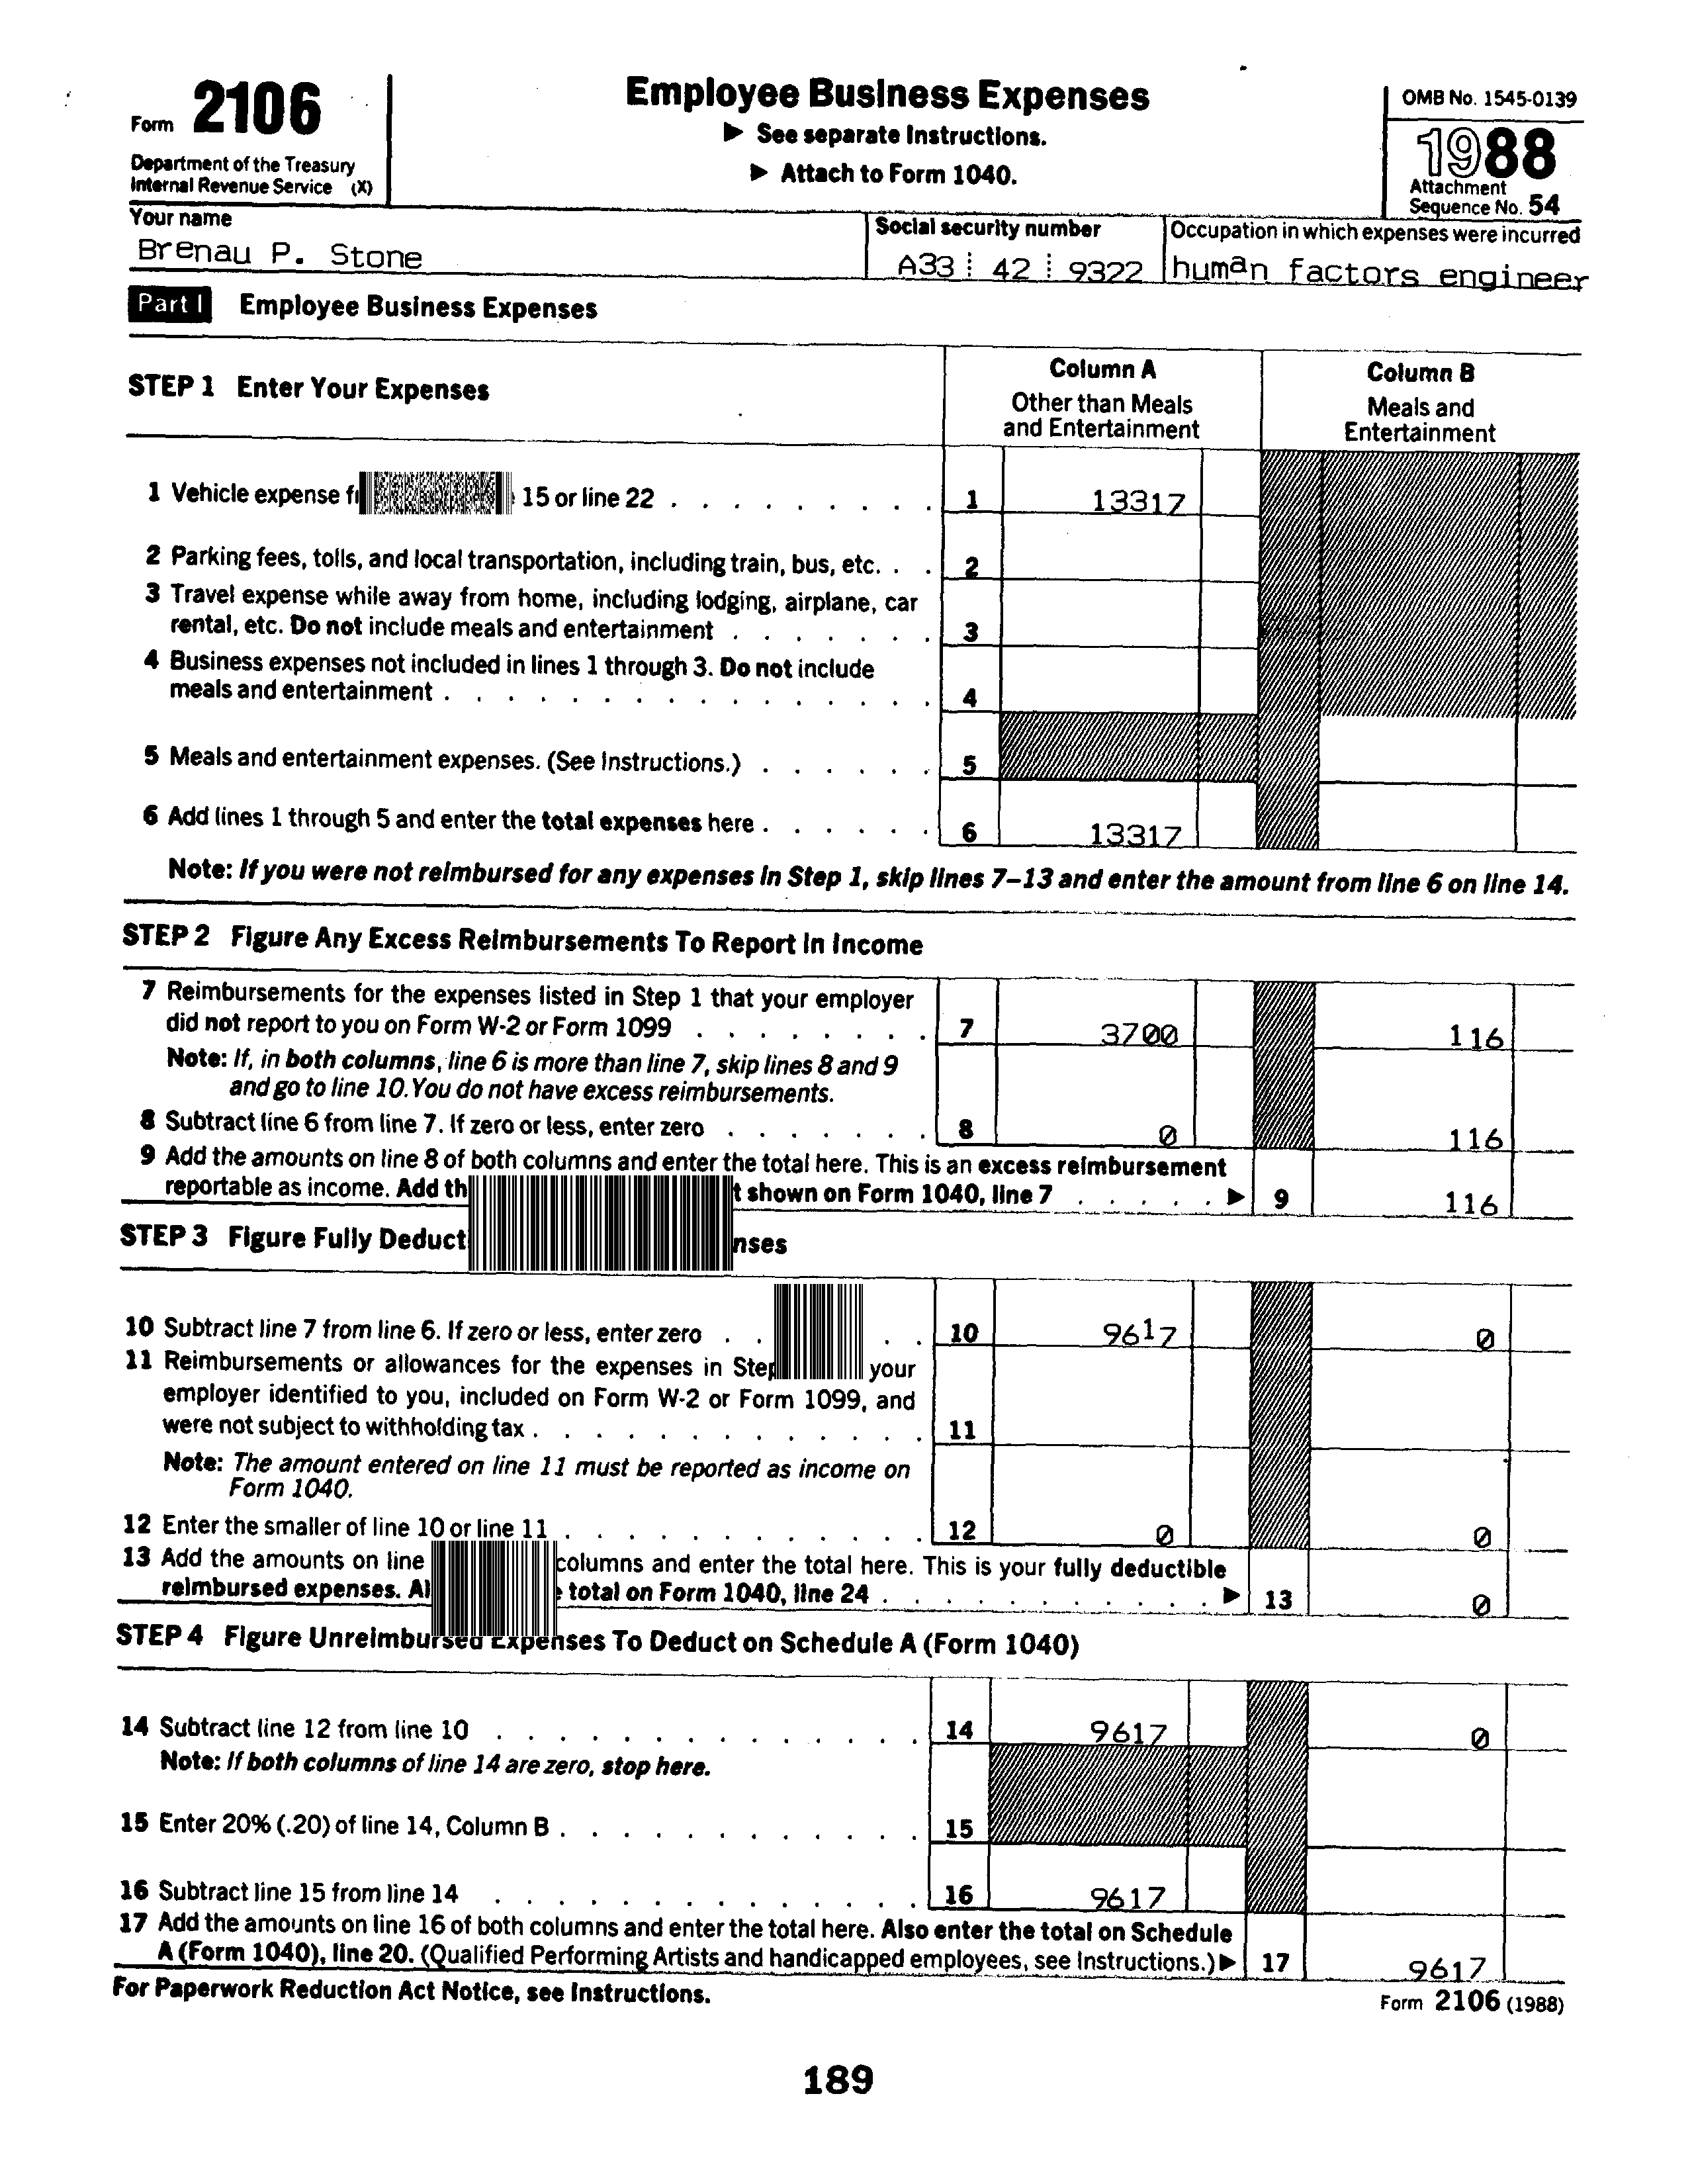 Form 2106
Department of the Treasury
Internal Revenue Service (X)
Employee Business Expenses
▶ See separate Instructions.
▶ Attach to Form 1040.
OMB No. 1545-0139
1988
Attachment
Sequence No. 54
Your name
Brenau P. Stone
Social security number
A33 42 9322
Occupation in which expenses were incurred
human factors engineer
Part I Employee Business Expenses
STEP 1 Enter Your Expenses
Column A
Other than Meals
and Entertainment
Column B
Meals and
Entertainment
1 Vehicle expense 15 or line 22 . . . . . . . . . 1 13317
2 Parking fees, tolls, and local transportation, including train, bus, etc. . . 2
3 Travel expense while away from home, including lodging, airplane, car
rental, etc. Do not include meals and entertainment . . . . . . . 3
4 Business expenses not included in lines 1 through 3. Do not include
meals and entertainment . . . . . . . . . . . . . . . 4
5 Meals and entertainment expenses. (See Instructions.) . . . . . . 5
6 Add lines 1 through 5 and enter the total expenses here . . . . . . 6 13317
Note: If you were not reimbursed for any expenses in Step 1, skip lines 7–13 and enter the amount from line 6 on line 14.
STEP 2 Figure Any Excess Reimbursements To Report In Income
7 Reimbursements for the expenses listed in Step 1 that your employer
did not report to you on Form W-2 or Form 1099 . . . . . . . . 7 3700 116
Note: If, in both columns, line 6 is more than line 7, skip lines 8 and 9
and go to line 10. You do not have excess reimbursements.
8 Subtract line 6 from line 7. If zero or less, enter zero . . . . . . . 8 0 116
9 Add the amounts on line 8 of both columns and enter the total here. This is an excess reimbursement
reportable as income. Add shown on Form 1040, line 7 . . . . . ▶ 9 116
STEP 3 Figure Fully
10 Subtract line 7 from line 6. If zero or less, enter zero . . . . 10 9617 0
11 Reimbursements or allowances for the expenses in your
employer identified to you, included on Form W-2 or Form 1099, and
were not subject to withholding tax . . . . . . . . . . . . . 11
Note: The amount entered on line 11 must be reported as income on
Form 1040.
12 Enter the smaller of line 10 or line 11 . . . . . . . . . . . . 12 0 0
13 Add the amounts on line columns and enter the total here. This is your fully deductible
reimbursed expenses. total on Form 1040, line 24 . . . . . . . . . . . ▶ 13 0
STEP 4 Figure Unreimbursed Expenses To Deduct on Schedule A (Form 1040)
14 Subtract line 12 from line 10 . . . . . . . . . . . . . . 14 9617 0
Note: If both columns of line 14 are zero, stop here.
15 Enter 20% (.20) of line 14, Column B . . . . . . . . . . . . 15
16 Subtract line 15 from line 14 . . . . . . . . . . . . . . 16 9617
17 Add the amounts on line 16 of both columns and enter the total here. Also enter the total on Schedule
A (Form 1040), line 20. (Qualified Performing Artists and handicapped employees, see Instructions.) ▶ 17 9617
For Paperwork Reduction Act Notice, see Instructions.
Form 2106 (1988)
189